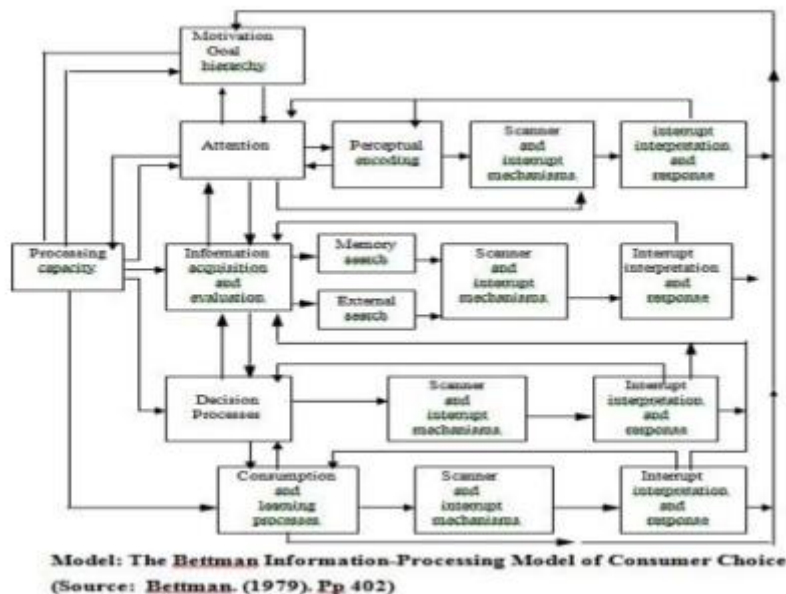 Motivation
Goal
hierarchy
Attention
Perceptual
encoding
Scanner
and
interrupt
mechanisms
interrupt
interpretation
and
response
Processing
capacity
Information
acquisition
and
evaluation
Memory
search
External
search
Scanner
and
interrupt
mechanisms
Interrupt
interpretation
and
response
Decision
Processes
Scanner
and
interrupt
mechanisms
Interrupt
interpretation
and
response
Consumption
and
learning
processes
Scanner
and
interrupt
mechanisms
Interrupt
interpretation
and
response
Model: The Bettman Information-Processing Model of Consumer Choice
(Source: Bettman. (1979). Pp 402)